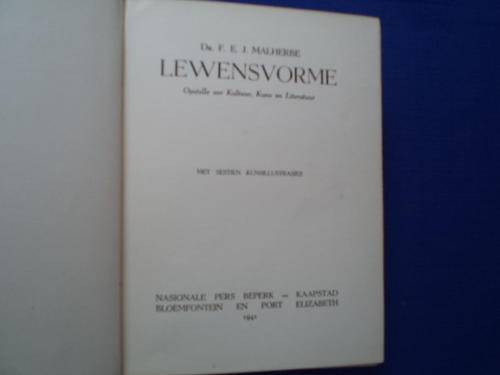 Dr. F. E. J. MALHERBE
LEWENSVORME
Opstelle oor Kultuur, Kuns en Literatuur
MET SESTIEN KUNSILLUSTRASIES
NASIONALE PERS BEPERK — KAAPSTAD
BLOEMFONTEIN EN PORT ELIZABETH
1941